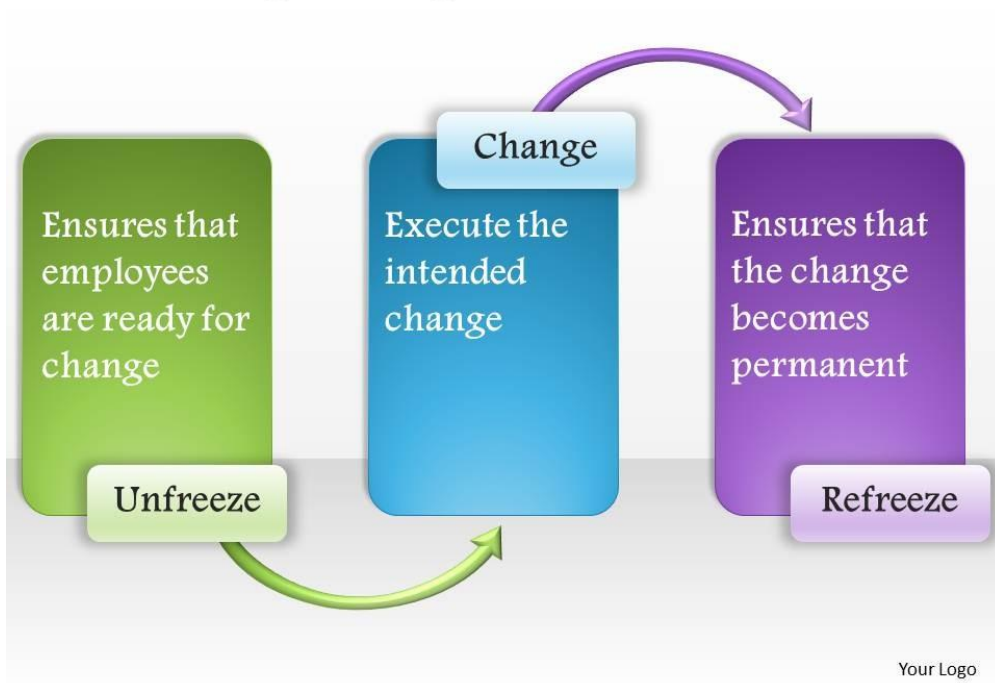 Ensures that
employees
are ready for
change
Unfreeze
Change
Execute the
intended
change
Ensures that
the change
becomes
permanent
Refreeze
Your Logo